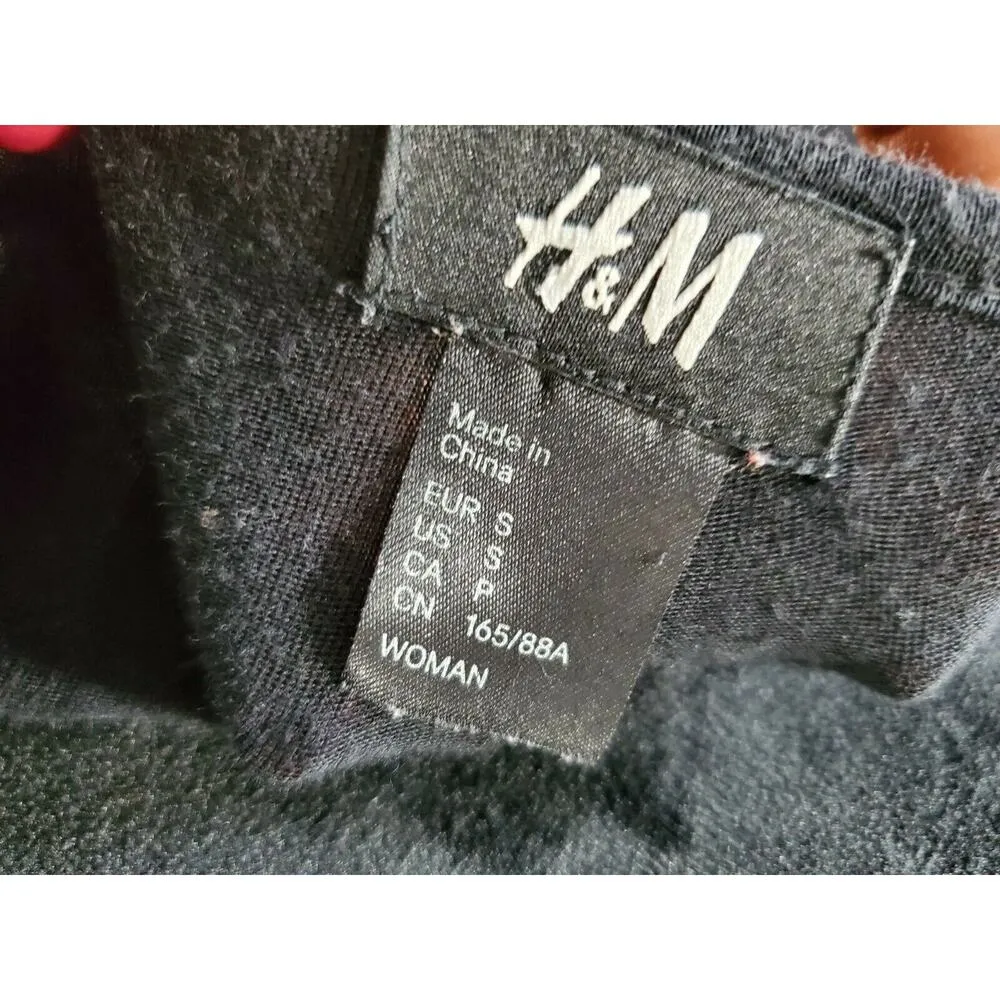 H&M
Made in
China
EUR S
US S
CA P
CN 165/88A
WOMAN